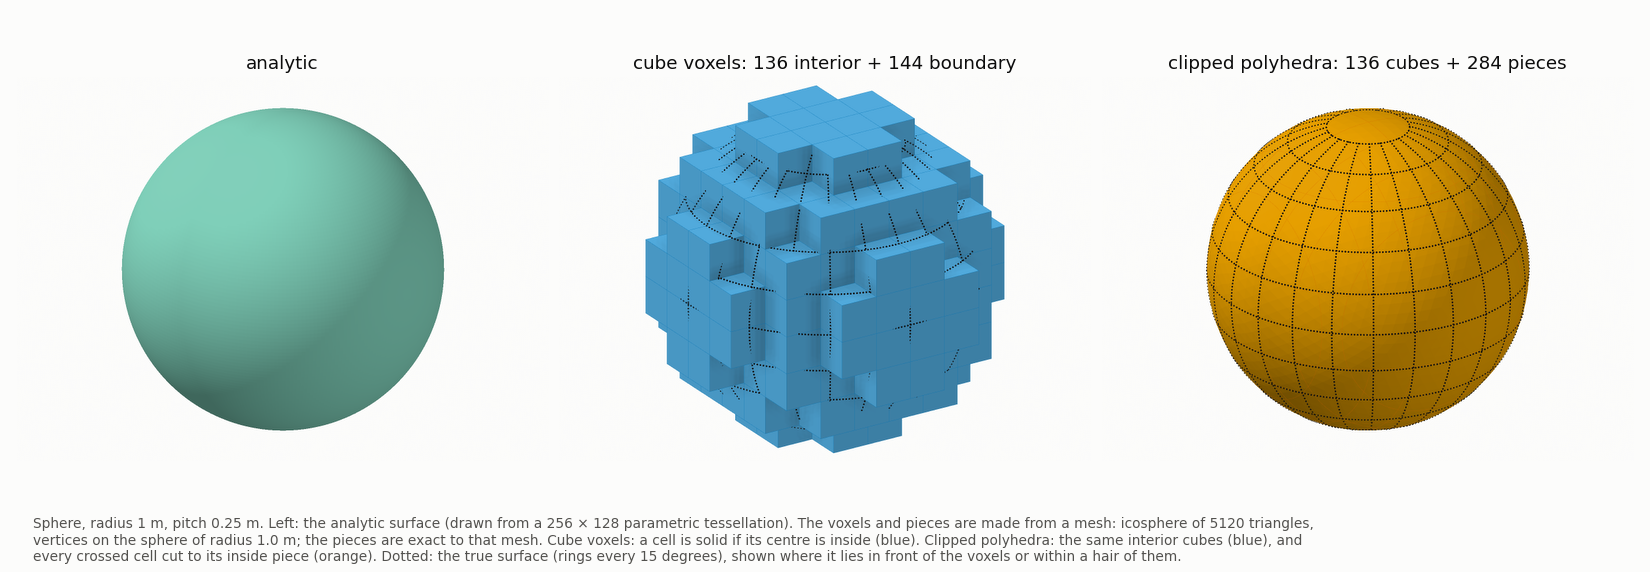 analytic
cube voxels: 136 interior + 144 boundary
clipped polyhedra: 136 cubes + 284 pieces
Sphere, radius 1 m, pitch 0.25 m. Left: the analytic surface (drawn from a 256 × 128 parametric tessellation). The voxels and pieces are made from a mesh: icosphere of 5120 triangles,
vertices on the sphere of radius 1.0 m; the pieces are exact to that mesh. Cube voxels: a cell is solid if its centre is inside (blue). Clipped polyhedra: the same interior cubes (blue), and
every crossed cell cut to its inside piece (orange). Dotted: the true surface (rings every 15 degrees), shown where it lies in front of the voxels or within a hair of them.